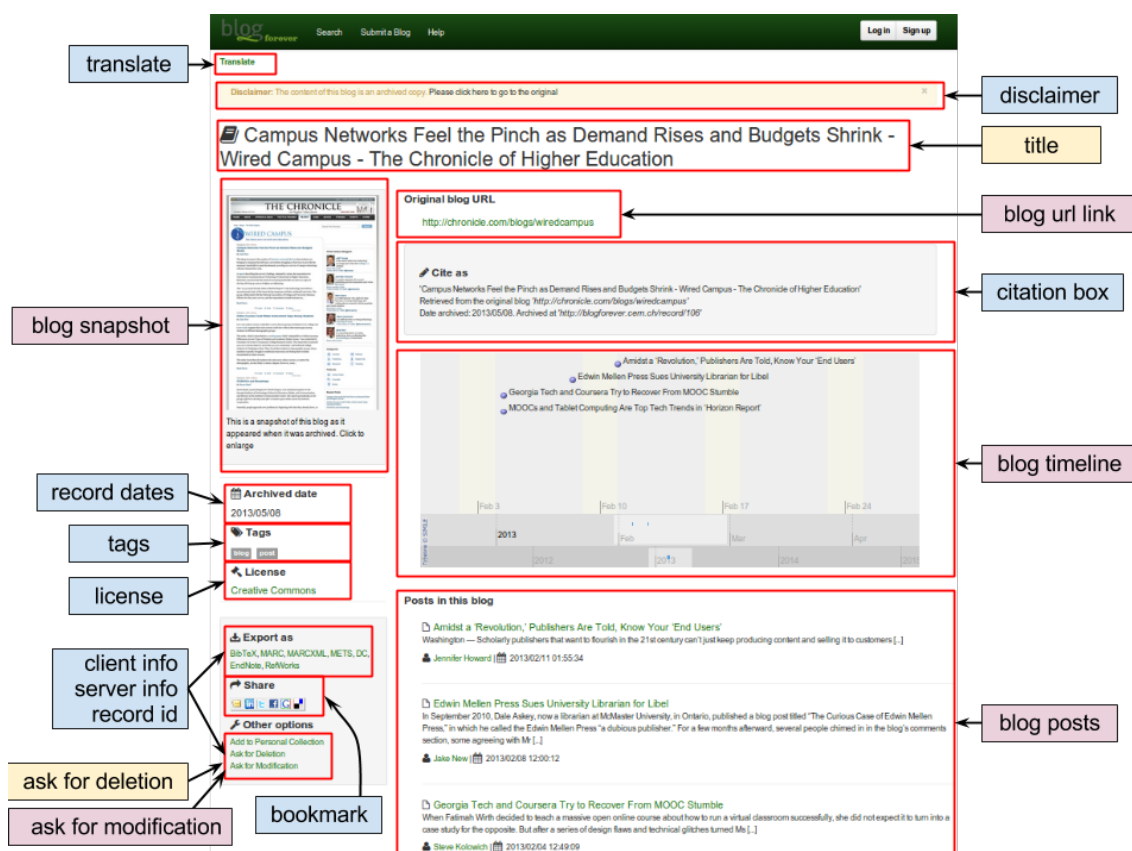 blog forever Search Submit a Blog Help Log in Sign up
translate
Translate
Disclaimer: The content of this blog is an archived copy. Please click here to go to the original ×
disclaimer
Campus Networks Feel the Pinch as Demand Rises and Budgets Shrink -
Wired Campus - The Chronicle of Higher Education
title
THE CHRONICLE
WIRED CAMPUS
blog snapshot
This is a snapshot of this blog as it
appeared when it was archived. Click to
enlarge
Original blog URL
http://chronicle.com/blogs/wiredcampus
blog url link
Cite as
'Campus Networks Feel the Pinch as Demand Rises and Budgets Shrink - Wired Campus - The Chronicle of Higher Education'
Retrieved from the original blog 'http://chronicle.com/blogs/wiredcampus'
Date archived: 2013/05/08. Archived at 'http://blogforever.cern.ch/record/106'
citation box
Amidst a 'Revolution,' Publishers Are Told, Know Your 'End Users'
Edwin Mellen Press Sues University Librarian for Libel
Georgia Tech and Coursera Try to Recover From MOOC Stumble
MOOCs and Tablet Computing Are Top Tech Trends in 'Horizon Report'
Feb 3 Feb 10 Feb 17 Feb 24
2013 Feb Mar Apr
2012 2013 2014 2015
Timeline © SIMILE
blog timeline
record dates
Archived date
2013/05/08
tags
Tags
blog post
license
License
Creative Commons
client info
server info
record id
Export as
BibTeX, MARC, MARCXML, METS, DC,
EndNote, RefWorks
Share
Other options
Add to Personal Collection
Ask for Deletion
Ask for Modification
ask for deletion
ask for modification
bookmark
Posts in this blog
Amidst a 'Revolution,' Publishers Are Told, Know Your 'End Users'
Washington — Scholarly publishers that want to flourish in the 21st century can't just keep producing content and selling it to customers [...]
Jennifer Howard | 2013/02/11 01:55:34
Edwin Mellen Press Sues University Librarian for Libel
In September 2010, Dale Askey, now a librarian at McMaster University, in Ontario, published a blog post titled "The Curious Case of Edwin Mellen
Press," in which he called the Edwin Mellen Press "a dubious publisher." For a few months afterward, several people chimed in in the blog's comments
section, some agreeing with Mr [...]
Jake New | 2013/02/08 12:00:12
blog posts
Georgia Tech and Coursera Try to Recover From MOOC Stumble
When Fatimah Wirth decided to teach a massive open online course about how to run a virtual classroom successfully, she did not expect it to turn into a
case study for the opposite. But after a series of design flaws and technical glitches turned Ms [...]
Steve Kolowich | 2013/02/04 12:49:09